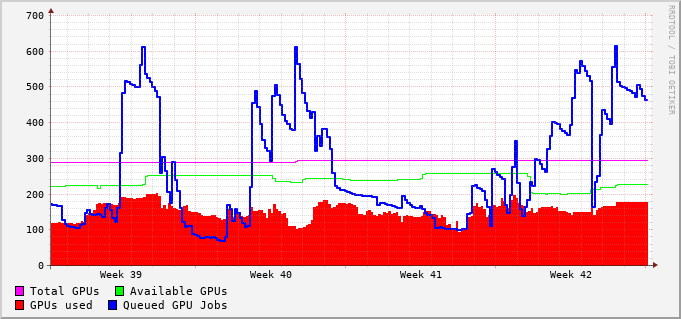 700
600
500
400
300
200
100
0
Week 39 Week 40 Week 41 Week 42
Total GPUs Available GPUs
GPUs used Queued GPU Jobs
RRDTOOL / TOBI OETIKER